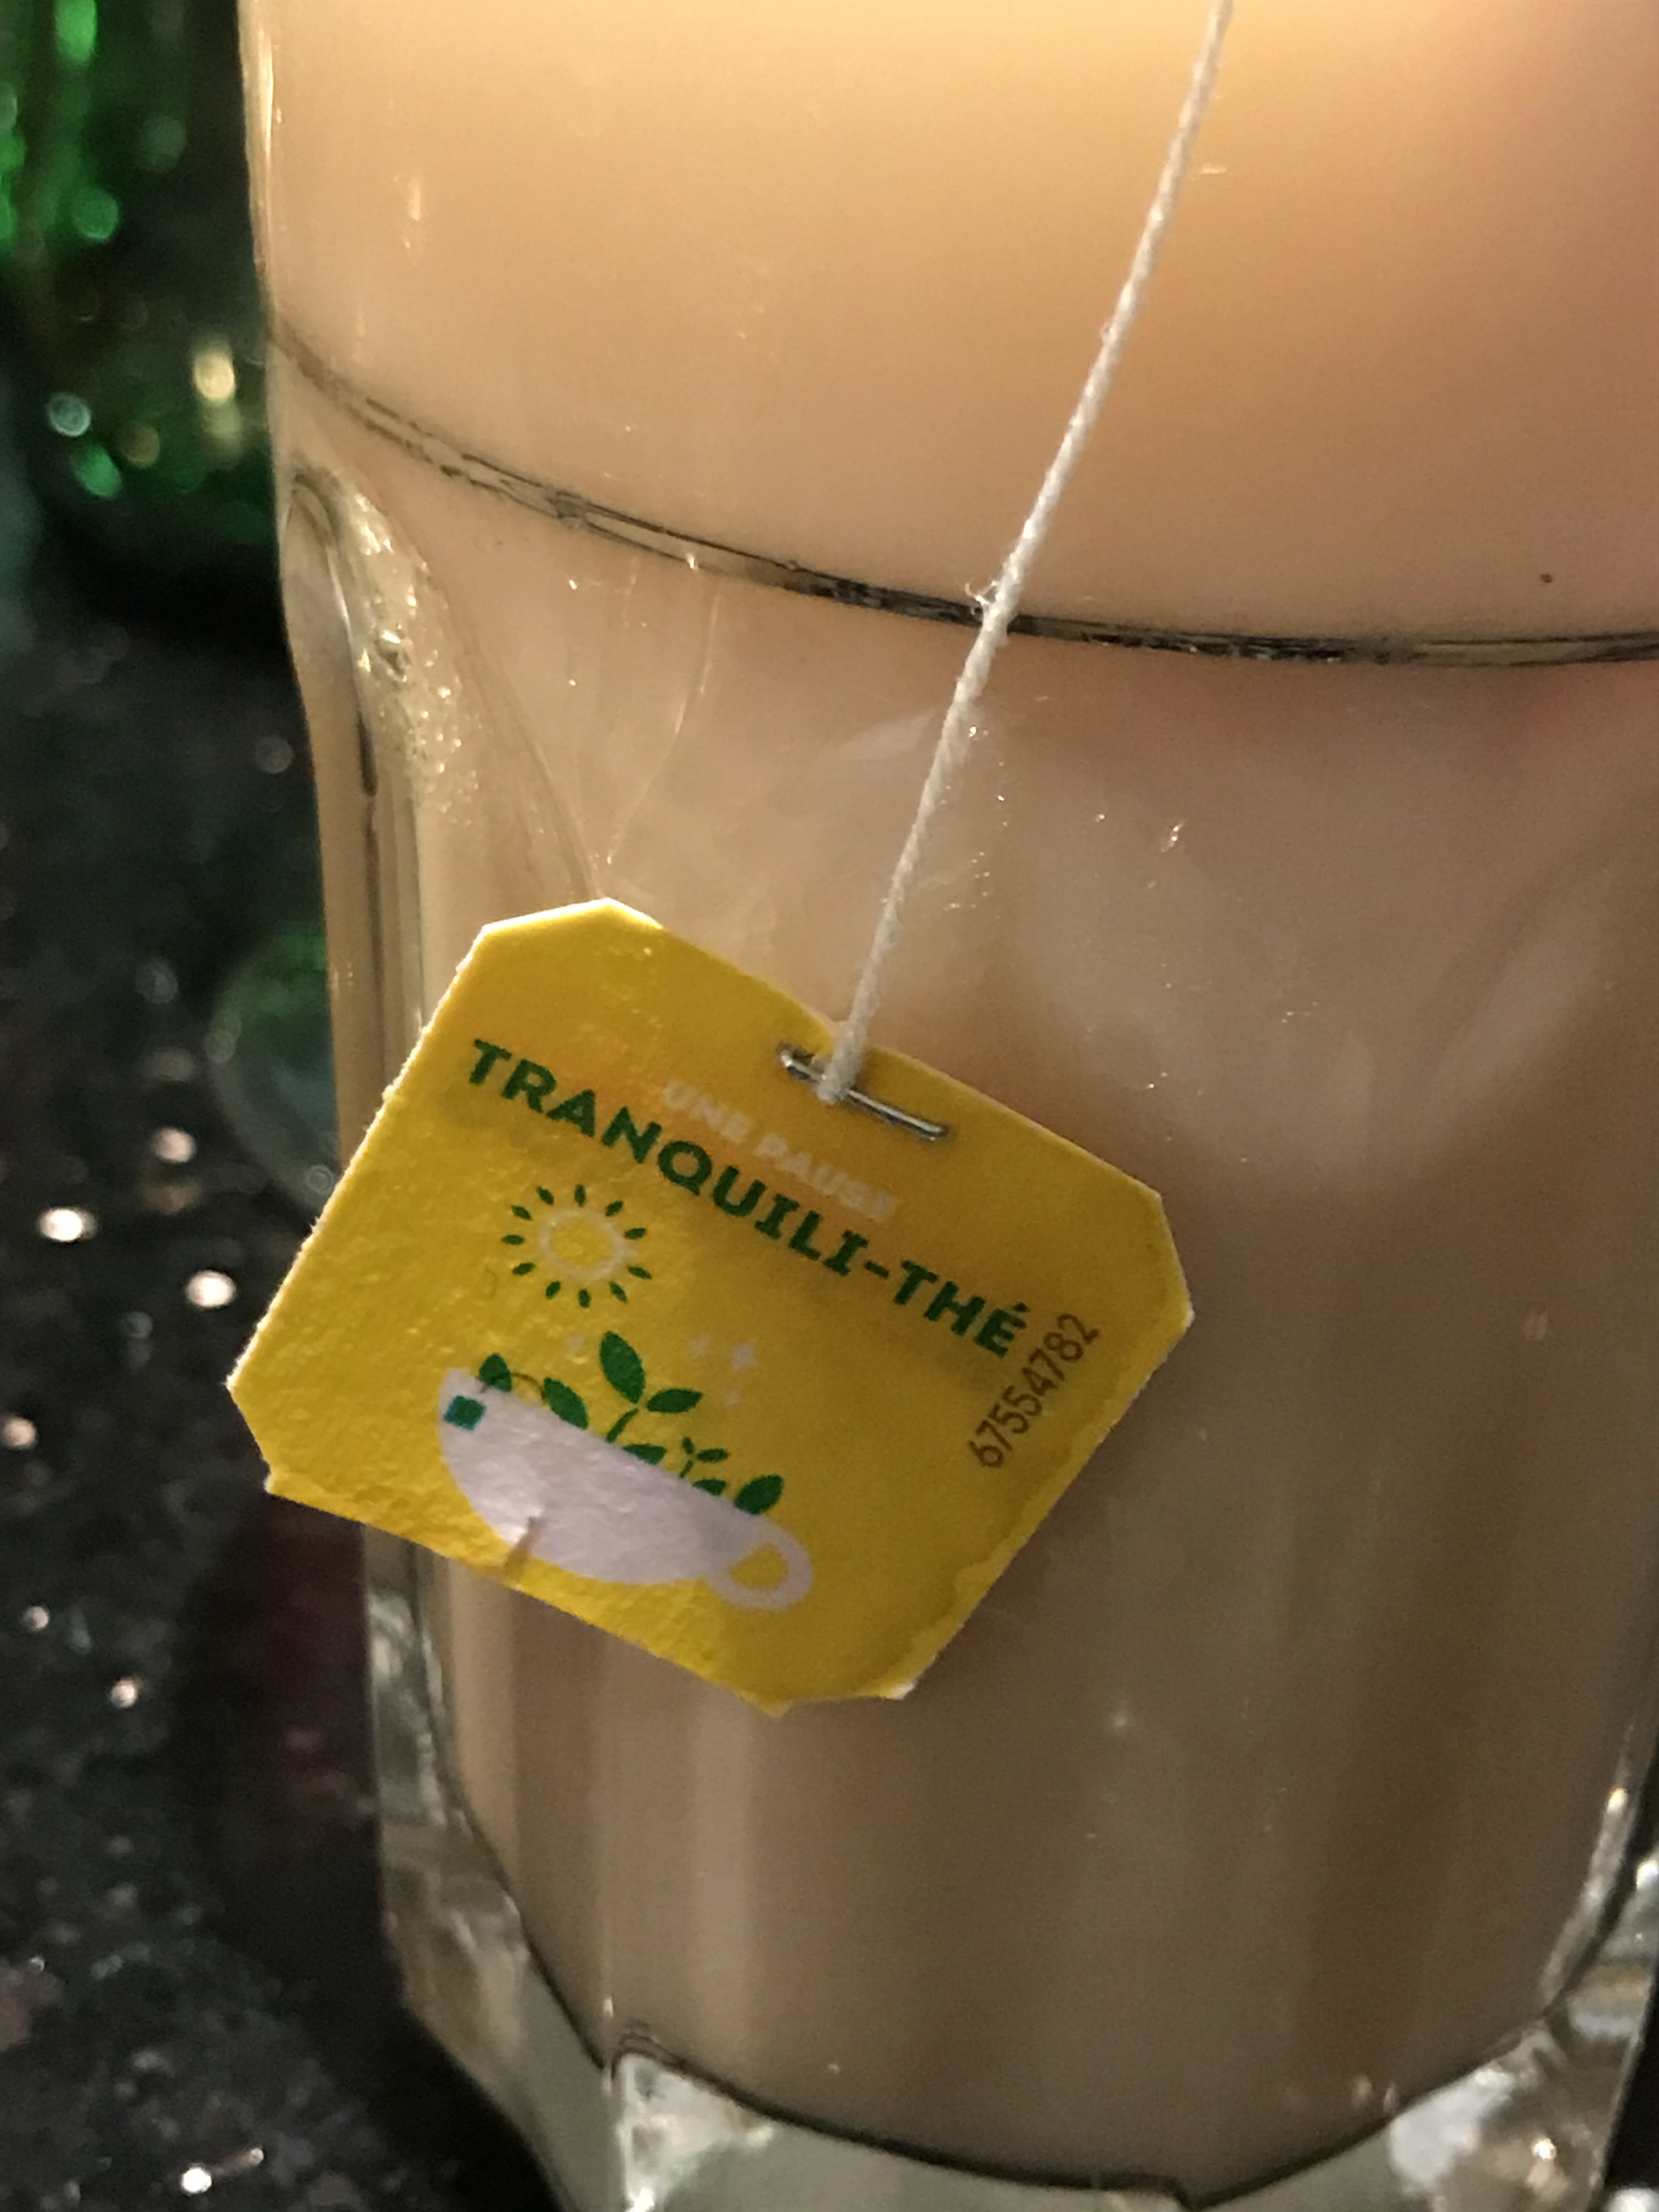 UNE PAUSE
TRANQUILI-THÉ
67554782